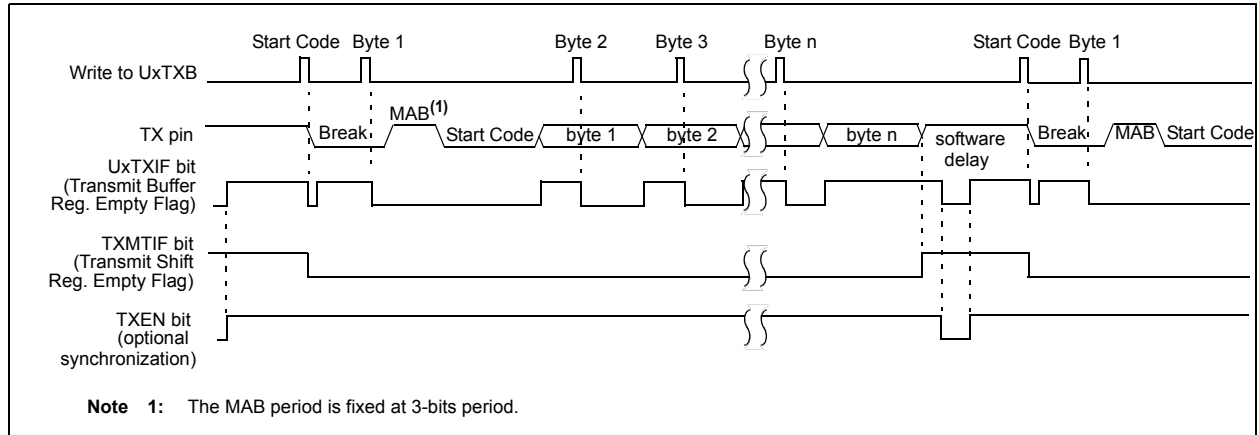 Start Code Byte 1 Byte 2 Byte 3 Byte n Start Code Byte 1
Write to UxTXB
MAB(1)
TX pin Break Start Code byte 1 byte 2 byte n software delay Break MAB Start Code
UxTXIF bit
(Transmit Buffer
Reg. Empty Flag)
TXMTIF bit
(Transmit Shift
Reg. Empty Flag)
TXEN bit
(optional
synchronization)
Note 1: The MAB period is fixed at 3-bits period.